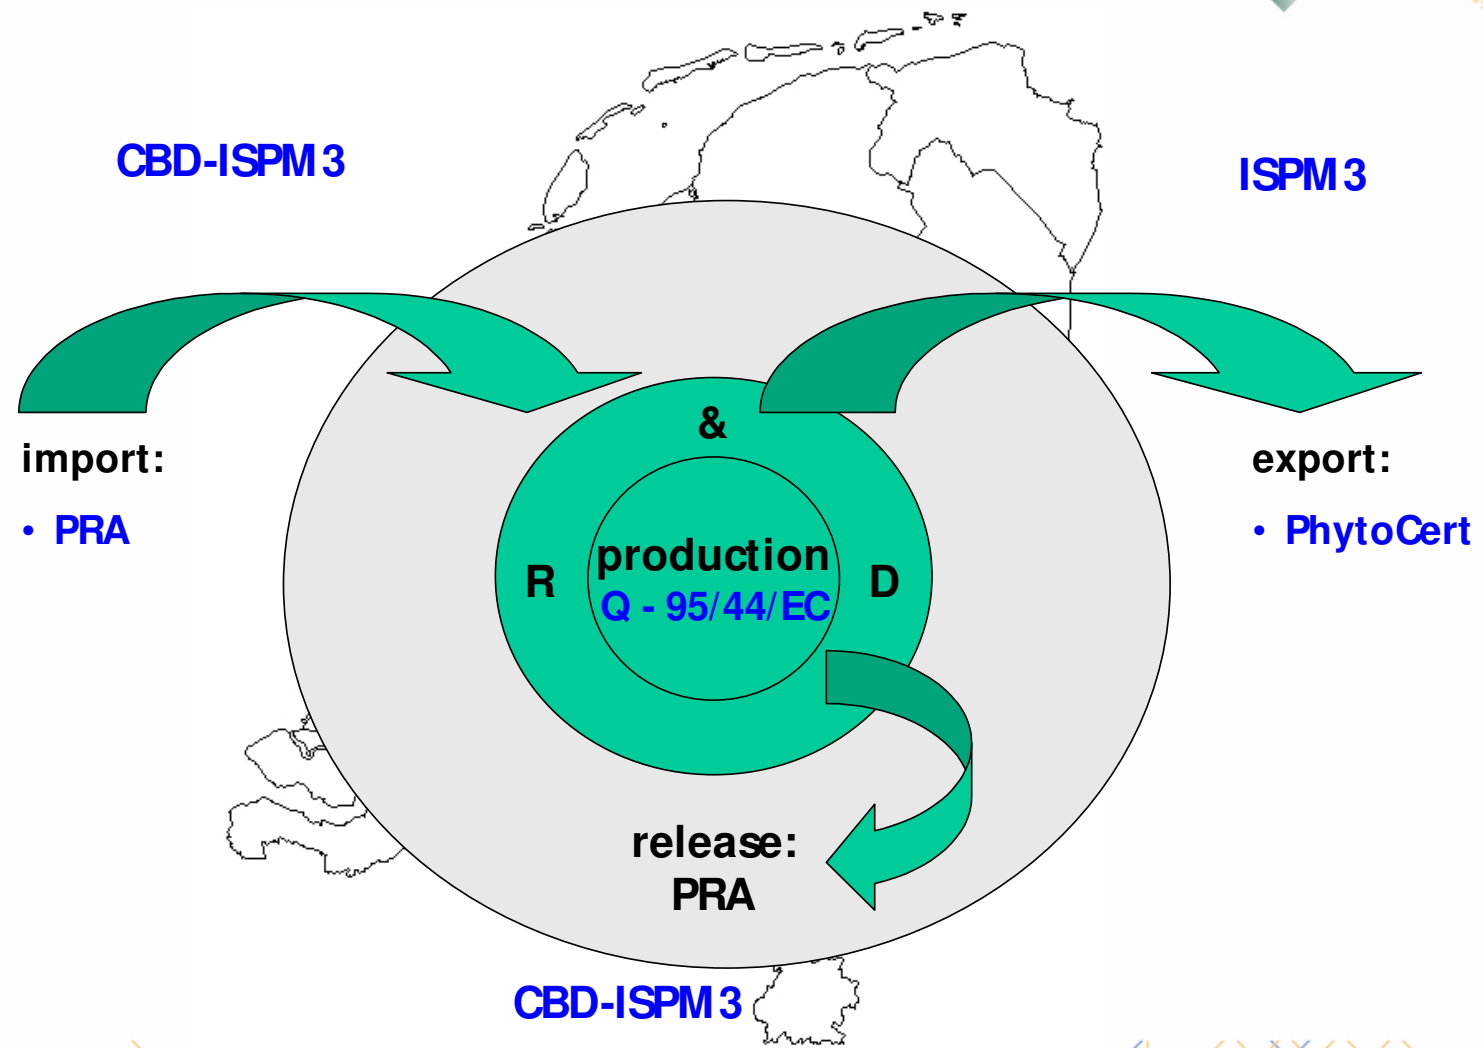 CBD-ISPM 3
ISPM 3
import:
• PRA
export:
• PhytoCert
&
R
D
production
Q - 95/44/EC
release:
PRA
CBD-ISPM 3